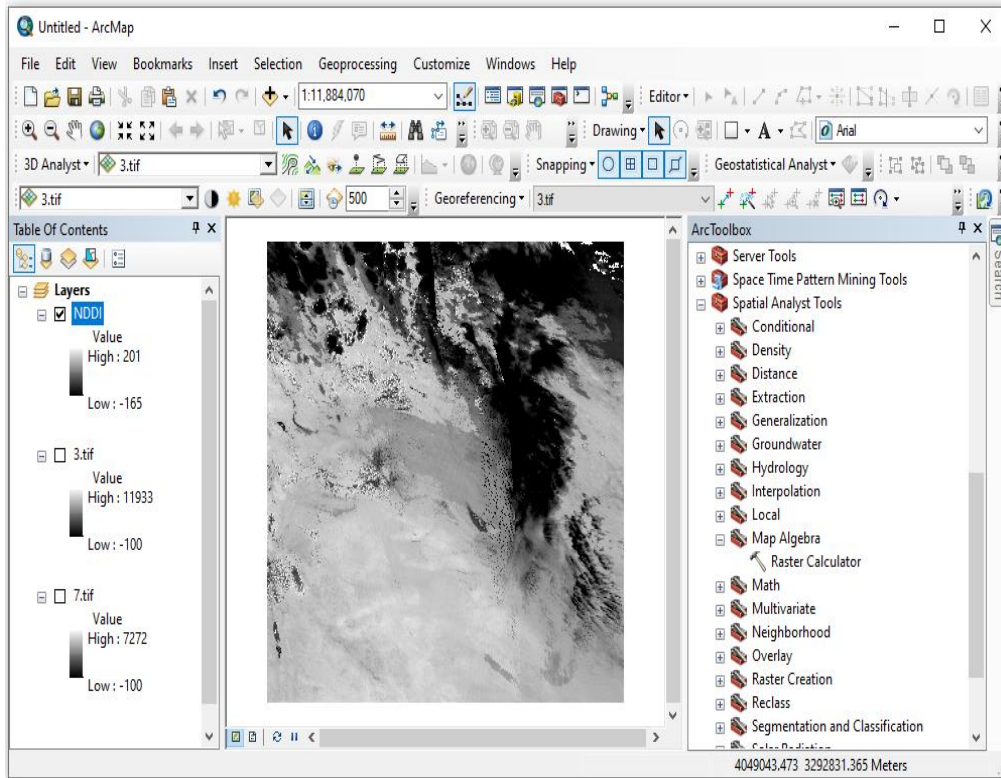 Untitled - ArcMap
File Edit View Bookmarks Insert Selection Geoprocessing Customize Windows Help
1:11,884,070 Editor
Drawing A Arial
3D Analyst 3.tif Snapping Geostatistical Analyst
3.tif 500 Georeferencing 3.tif
Table Of Contents
Layers
NDDI
Value
High : 201
Low : -165
3.tif
Value
High : 11933
Low : -100
7.tif
Value
High : 7272
Low : -100
ArcToolbox
Server Tools
Space Time Pattern Mining Tools
Spatial Analyst Tools
Conditional
Density
Distance
Extraction
Generalization
Groundwater
Hydrology
Interpolation
Local
Map Algebra
Raster Calculator
Math
Multivariate
Neighborhood
Overlay
Raster Creation
Reclass
Segmentation and Classification
Search
4049043.473 3292831.365 Meters